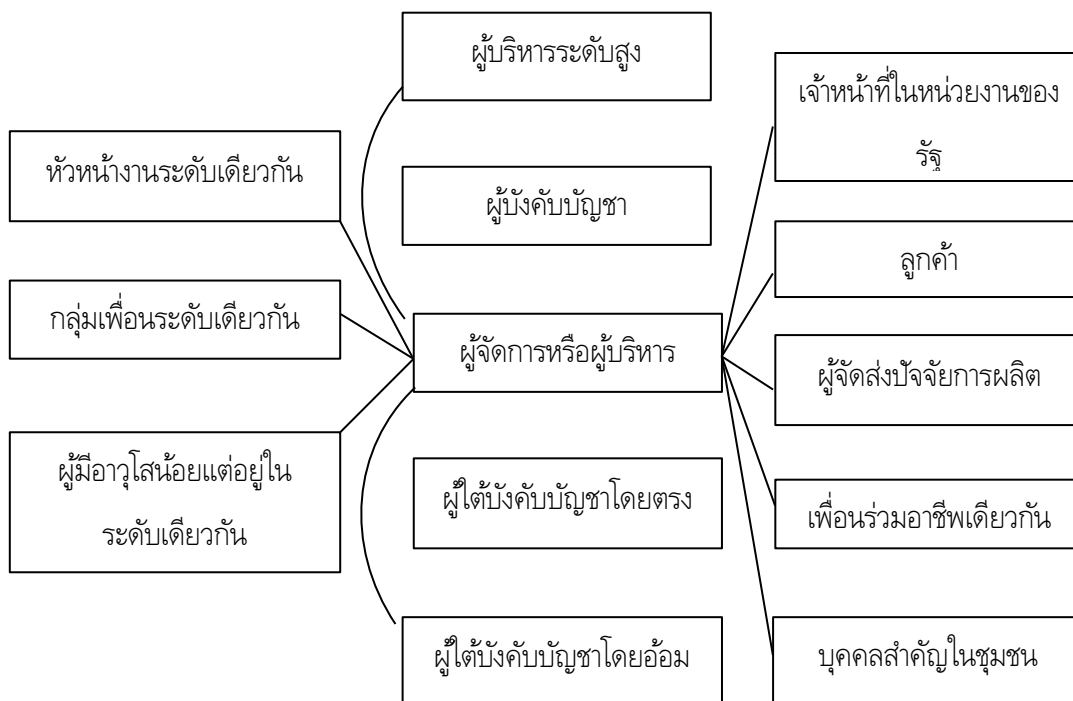 ผู้บริหารระดับสูง
เจ้าหน้าที่ในหน่วยงานของ
รัฐ
หัวหน้างานระดับเดียวกัน
ผู้บังคับบัญชา
ลูกค้า
กลุ่มเพื่อนระดับเดียวกัน
ผู้จัดการหรือผู้บริหาร
ผู้จัดส่งปัจจัยการผลิต
ผู้มีอาวุโสน้อยแต่อยู่ใน
ระดับเดียวกัน
ผู้ใต้บังคับบัญชาโดยตรง
เพื่อนร่วมอาชีพเดียวกัน
ผู้ใต้บังคับบัญชาโดยอ้อม
บุคคลสำคัญในชุมชน